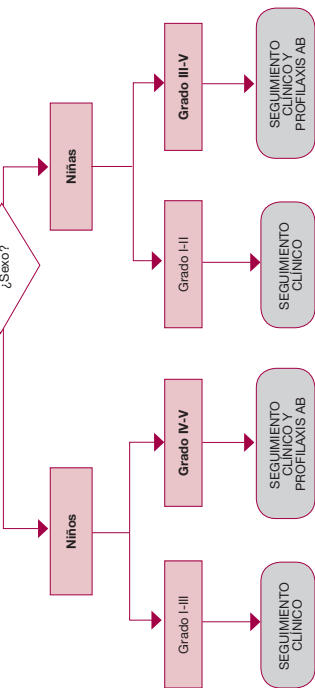 ¿Sexo?
Niños
Niñas
Grado I-III
Grado IV-V
Grado I-II
Grado III-V
SEGUIMIENTO
CLÍNICO
SEGUIMIENTO
CLÍNICO Y
PROFILAXIS AB
SEGUIMIENTO
CLÍNICO
SEGUIMIENTO
CLÍNICO Y
PROFILAXIS AB